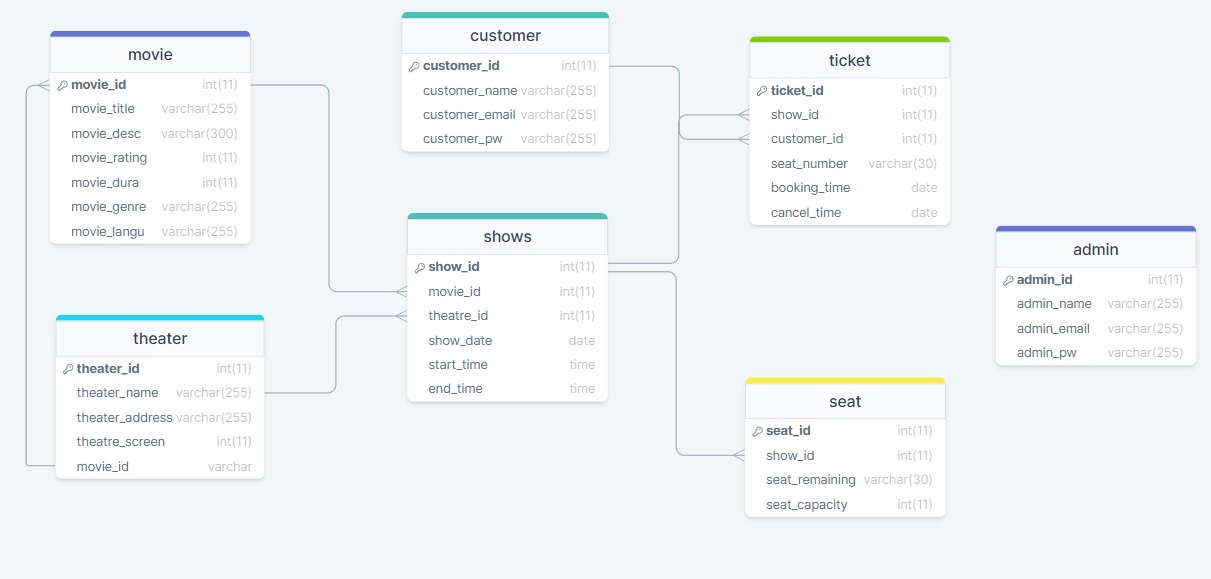 movie
movie_id int(11)
movie_title varchar(255)
movie_desc varchar(300)
movie_rating int(11)
movie_dura int(11)
movie_genre varchar(255)
movie_langu varchar(255)
customer
customer_id int(11)
customer_name varchar(255)
customer_email varchar(255)
customer_pw varchar(255)
ticket
ticket_id int(11)
show_id int(11)
customer_id int(11)
seat_number varchar(30)
booking_time date
cancel_time date
shows
show_id int(11)
movie_id int(11)
theatre_id int(11)
show_date date
start_time time
end_time time
admin
admin_id int(11)
admin_name varchar(255)
admin_email varchar(255)
admin_pw varchar(255)
theater
theater_id int(11)
theater_name varchar(255)
theater_address varchar(255)
theatre_screen int(11)
movie_id varchar
seat
seat_id int(11)
show_id int(11)
seat_remaining varchar(30)
seat_capacity int(11)